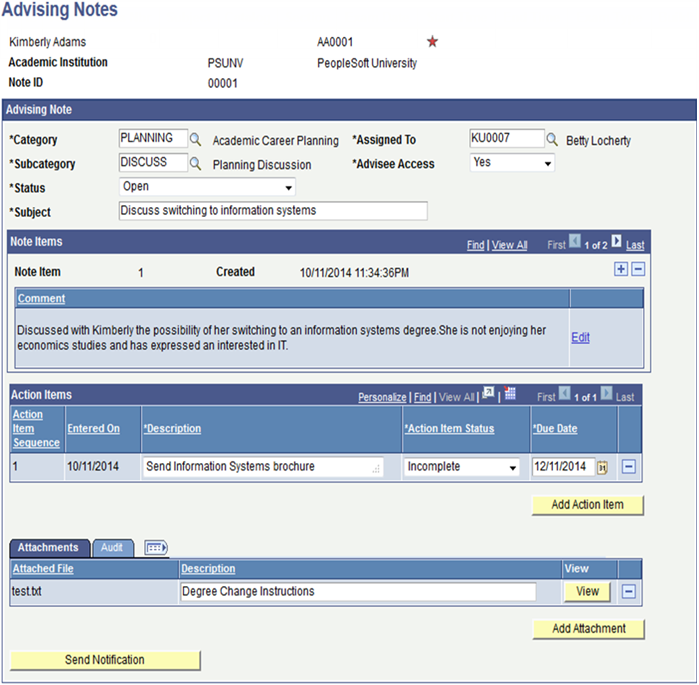 Advising Notes
Kimberly Adams AA0001
Academic Institution PSUNV PeopleSoft University
Note ID 00001
Advising Note
*Category PLANNING Academic Career Planning *Assigned To KU0007 Betty Locherty
*Subcategory DISCUSS Planning Discussion *Advisee Access Yes
*Status Open
*Subject Discuss switching to information systems
Note Items Find | View All First 1 of 2 Last
Note Item 1 Created 10/11/2014 11:34:36PM
Comment
Discussed with Kimberly the possibility of her switching to an information systems degree.She is not enjoying her
economics studies and has expressed an interested in IT. Edit
Action Items Personalize | Find | View All | | First 1 of 1 Last
Action
Item
Sequence Entered On *Description *Action Item Status *Due Date
1 10/11/2014 Send Information Systems brochure Incomplete 12/11/2014
Add Action Item
Attachments Audit
Attached File Description View
test.txt Degree Change Instructions View
Add Attachment
Send Notification